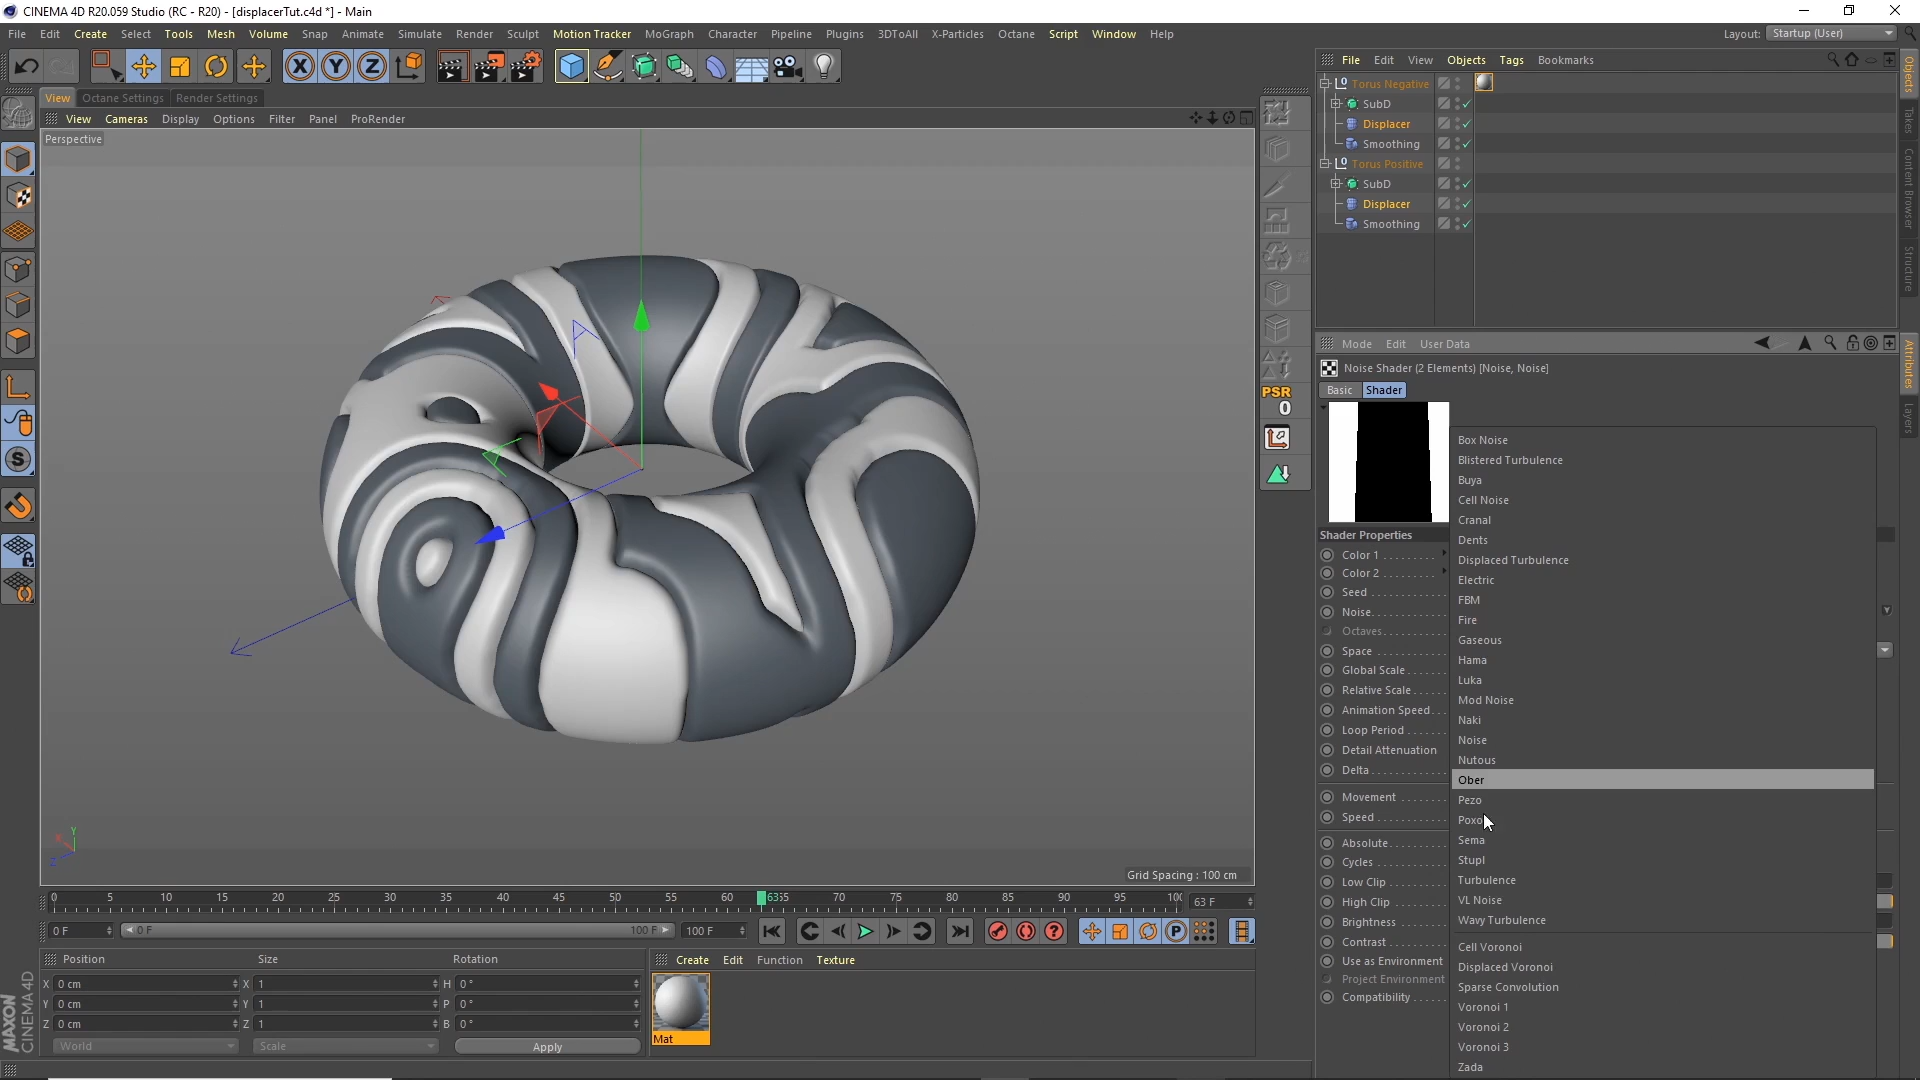 CINEMA 4D R20.059 Studio (RC - R20) - [displacerTut.c4d *] - Main
File Edit Create Select Tools Mesh Volume Snap Animate Simulate Render Sculpt Motion Tracker MoGraph Character Pipeline Plugins 3DToAll X-Particles Octane Script Window Help Layout: Startup (User)
X Y Z
File Edit View Objects Tags Bookmarks
View Octane Settings Render Settings
View Cameras Display Options Filter Panel ProRender
Perspective
Torus Negative
SubD
Displacer
Smoothing
Torus Positive
SubD
Displacer
Smoothing
Objects
Takes
Content Browser
Structure
Attributes
Layers
PSR
0
Mode Edit User Data
Noise Shader (2 Elements) [Noise, Noise]
Basic Shader
Shader Properties
Color 1
Color 2
Seed
Noise
Octaves
Space
Global Scale
Relative Scale
Animation Speed
Loop Period
Detail Attenuation
Delta
Movement
Speed
Absolute
Cycles
Low Clip
High Clip
Brightness
Contrast
Use as Environment
Project Environment
Compatibility
Box Noise
Blistered Turbulence
Buya
Cell Noise
Cranal
Dents
Displaced Turbulence
Electric
FBM
Fire
Gaseous
Hama
Luka
Mod Noise
Naki
Noise
Nutous
Ober
Pezo
Poxo
Sema
Stupl
Turbulence
VL Noise
Wavy Turbulence
Cell Voronoi
Displaced Voronoi
Sparse Convolution
Voronoi 1
Voronoi 2
Voronoi 3
Zada
Y
X
Z
Grid Spacing : 100 cm
0 5 10 15 20 25 30 35 40 45 50 55 60 63 70 75 80 85 90 95 63 F
0 F 0 F 100 F 100 F
Position Size Rotation
X 0 cm X 1 H 0 °
Y 0 cm Y 1 P 0 °
Z 0 cm Z 1 B 0 °
World Scale Apply
Create Edit Function Texture
Mat
MAXON
CINEMA 4D